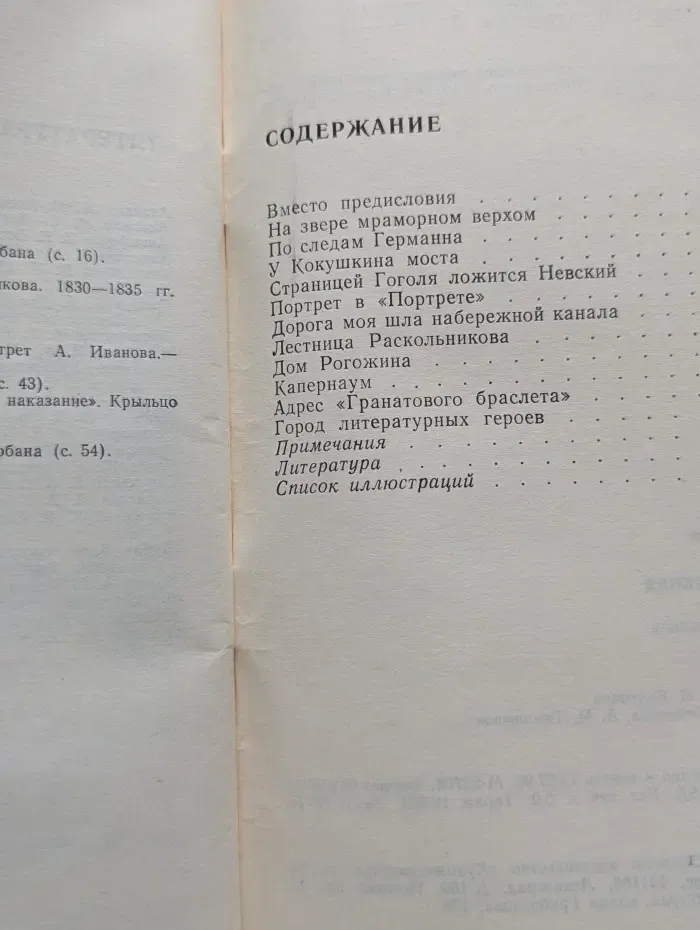 бана (с. 16).
кова. 1830—1835 гг.
трет А. Иванова.—
с. 43).
наказание». Крыльцо
рбана (с. 54).
СОДЕРЖАНИЕ
Вместо предисловия . . . . . . . .
На звере мраморном верхом . . . . .
По следам Германна . . . . . . . .
У Кокушкина моста . . . . . . . .
Страницей Гоголя ложится Невский . . .
Портрет в «Портрете» . . . . . . .
Дорога моя шла набережной канала . . .
Лестница Раскольникова . . . . . .
Дом Рогожина . . . . . . . . . .
Капернаум . . . . . . . . . . .
Адрес «Гранатового браслета» . . . .
Город литературных героев . . . . .
Примечания . . . . . . . . . . .
Литература . . . . . . . . . . .
Список иллюстраций . . . . . . .